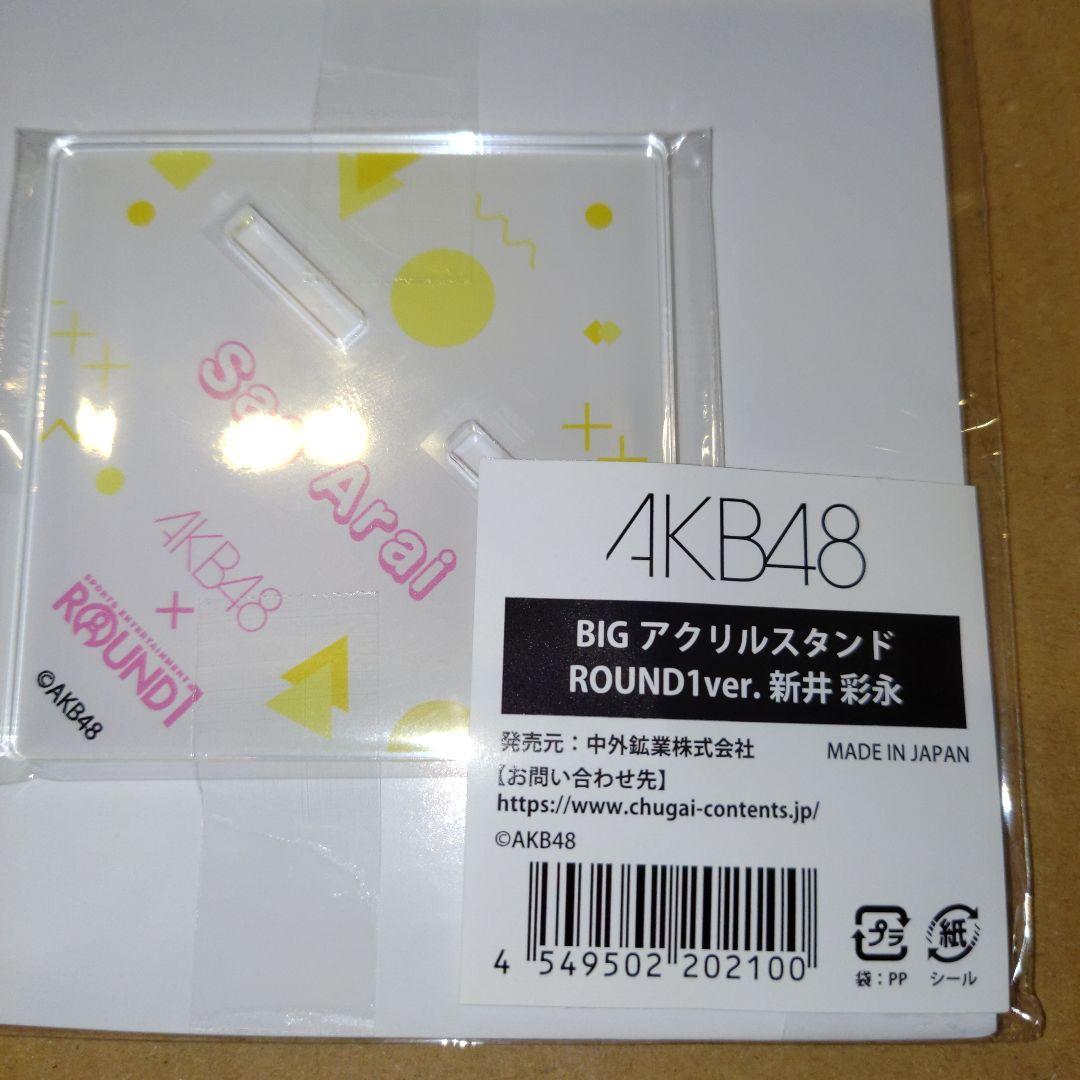 Arai
AKB48
×
SPORTS ENTERTAINMENT
ROUND1
©AKB48
AKB48
BIG アクリルスタンド
ROUND1ver. 新井 彩永
発売元：中外鉱業株式会社
MADE IN JAPAN
【お問い合わせ先】
https://www.chugai-contents.jp/
©AKB48
4 549502 202100
プラ
袋：PP
紙
シール